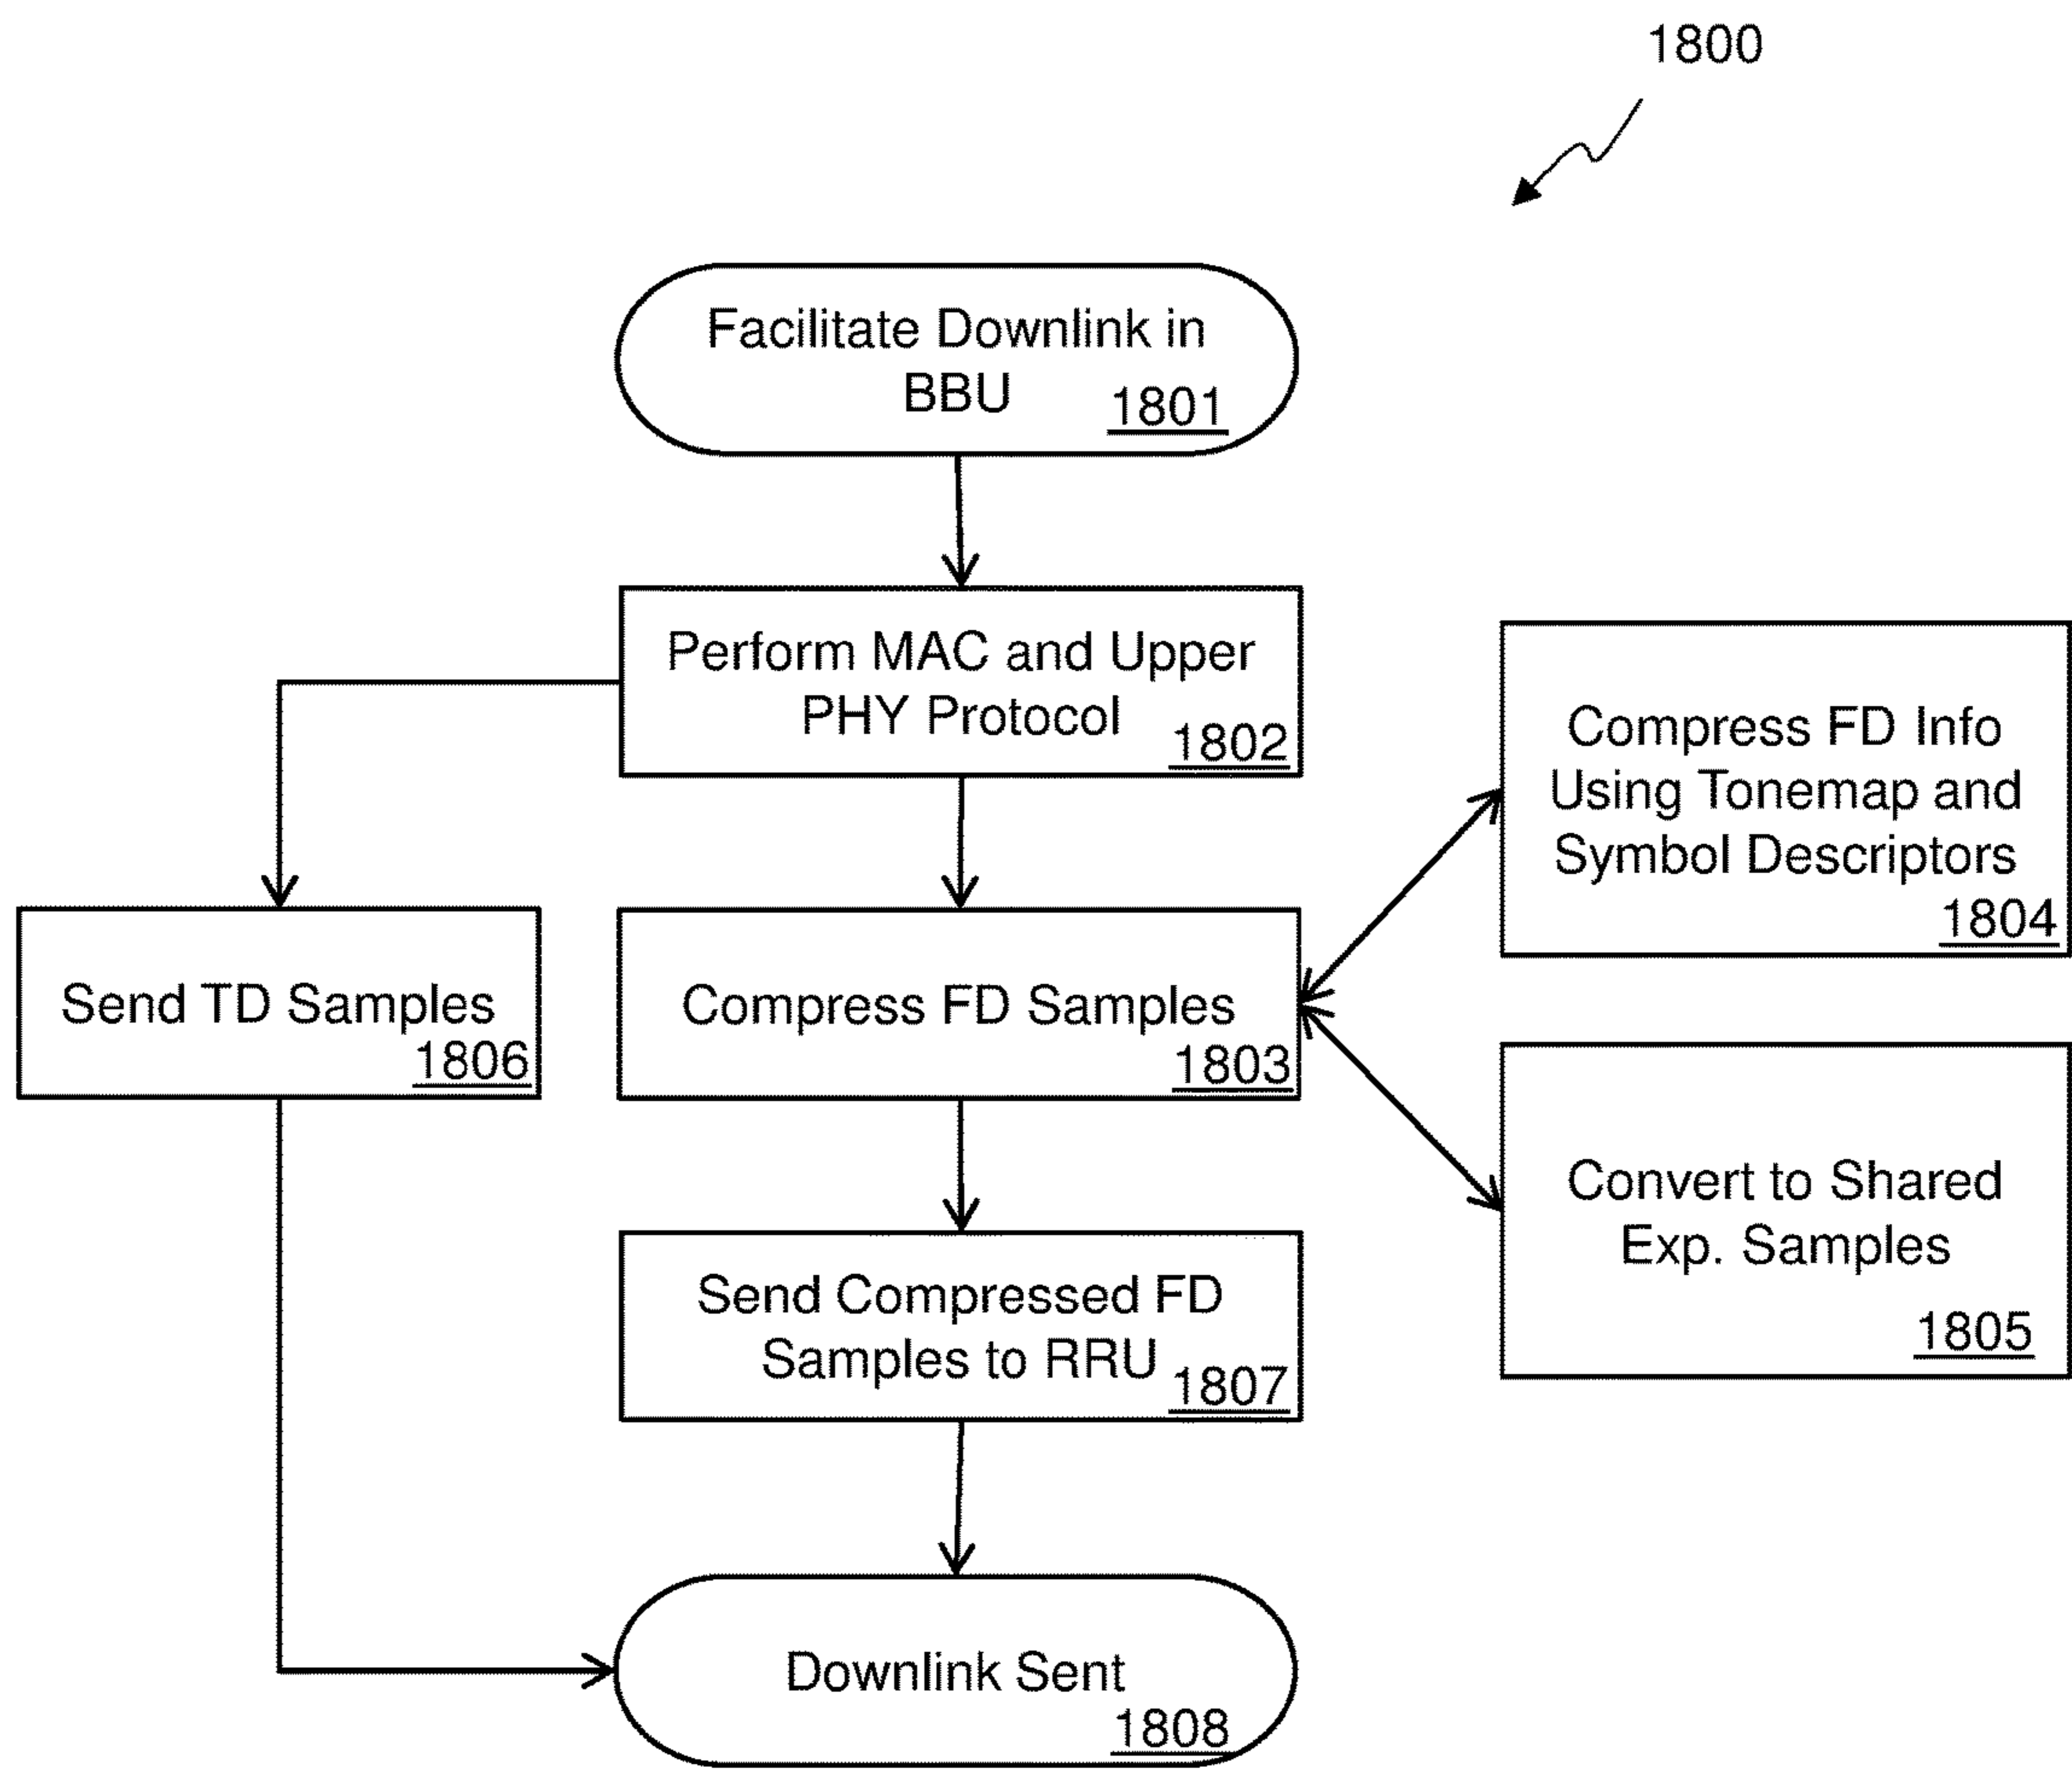 1800
Facilitate Downlink in
BBU
1801
Perform MAC and Upper
PHY Protocol
1802
Compress FD Info
Using Tonemap and
Symbol Descriptors
1804
Send TD Samples
1806
Compress FD Samples
1803
Convert to Shared
Exp. Samples
1805
Send Compressed FD
Samples to RRU
1807
Downlink Sent
1808